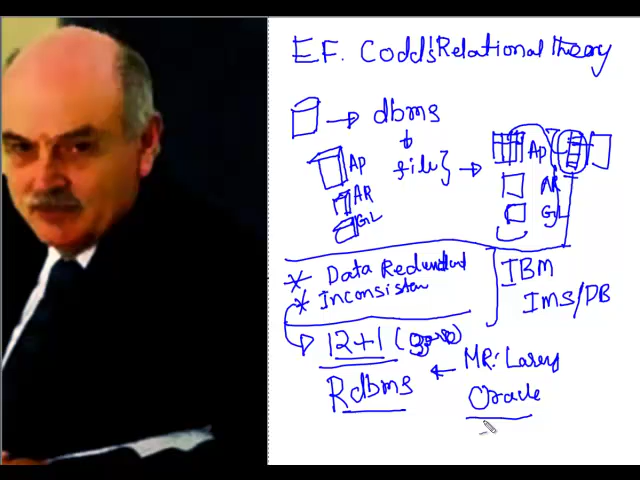 E.F. Codd's Relational Theory
→ dbms
AP file} → AP
AR AR
GL GL
* Data Redundant IBM
* Inconsisten IMS/DB
12+1 (zero)
MR: Larry
Rdbms ← Oracle